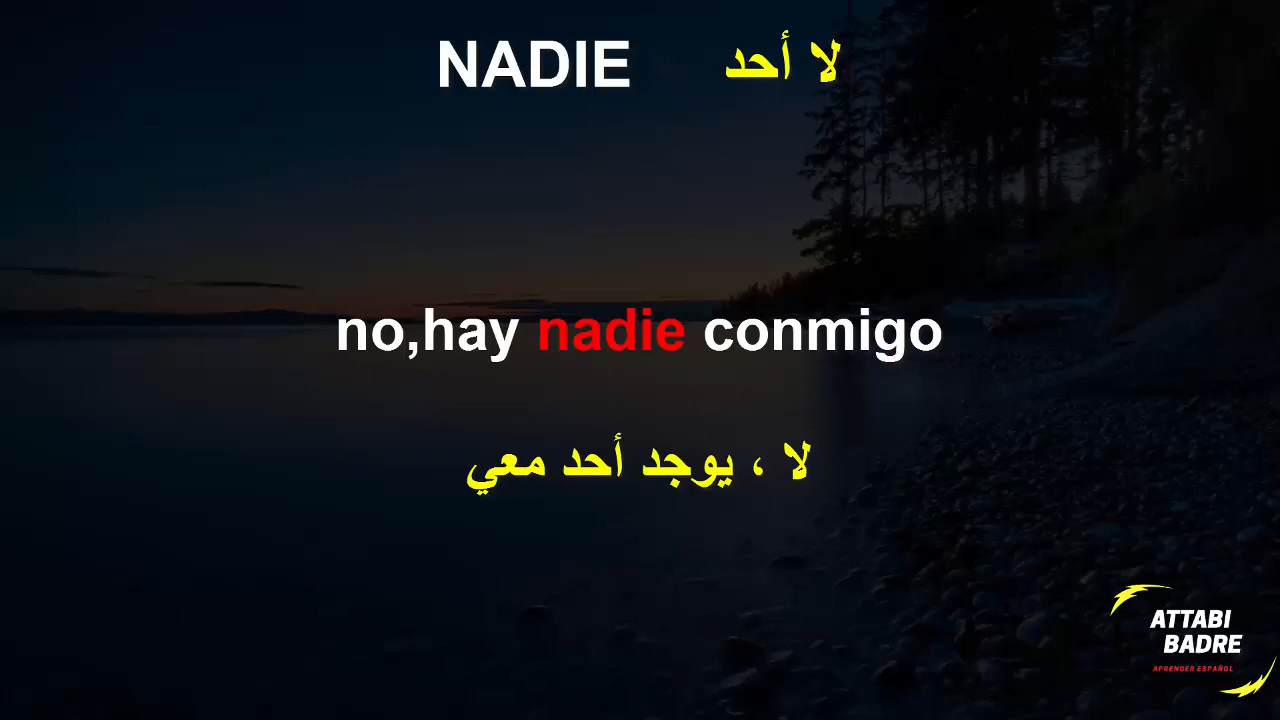 NADIE لا أحد
no,hay nadie conmigo
لا ، يوجد أحد معي
ATTABI
BADRE
APRENDER ESPAÑOL